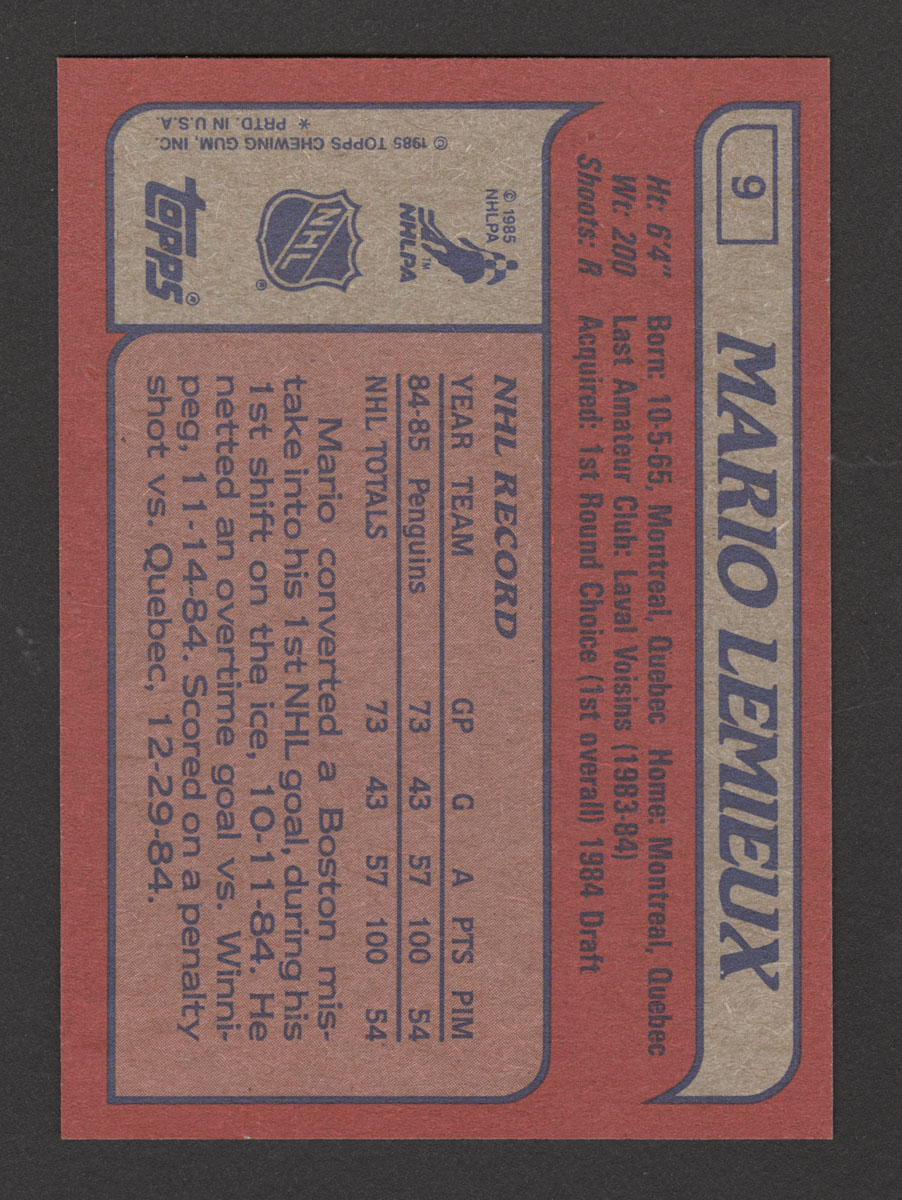 9
MARIO LEMIEUX
Ht: 6'4" Born: 10-5-65, Montreal, Quebec Home: Montreal, Quebec
Wt: 200 Last Amateur Club: Laval Voisins (1983-84)
Shoots: R Acquired: 1st Round Choice (1st overall) 1984 Draft
© 1985
NHLPA
NHLPA™
NHL®
TOPPS®
© 1985 TOPPS CHEWING GUM, INC.
* PRTD. IN U.S.A.
NHL RECORD
YEAR TEAM GP G A PTS PIM
84-85 Penguins 73 43 57 100 54
NHL TOTALS 73 43 57 100 54
Mario converted a Boston mis-
take into his 1st NHL goal, during his
1st shift on the ice, 10-11-84. He
netted an overtime goal vs. Winni-
peg, 11-14-84. Scored on a penalty
shot vs. Quebec, 12-29-84.